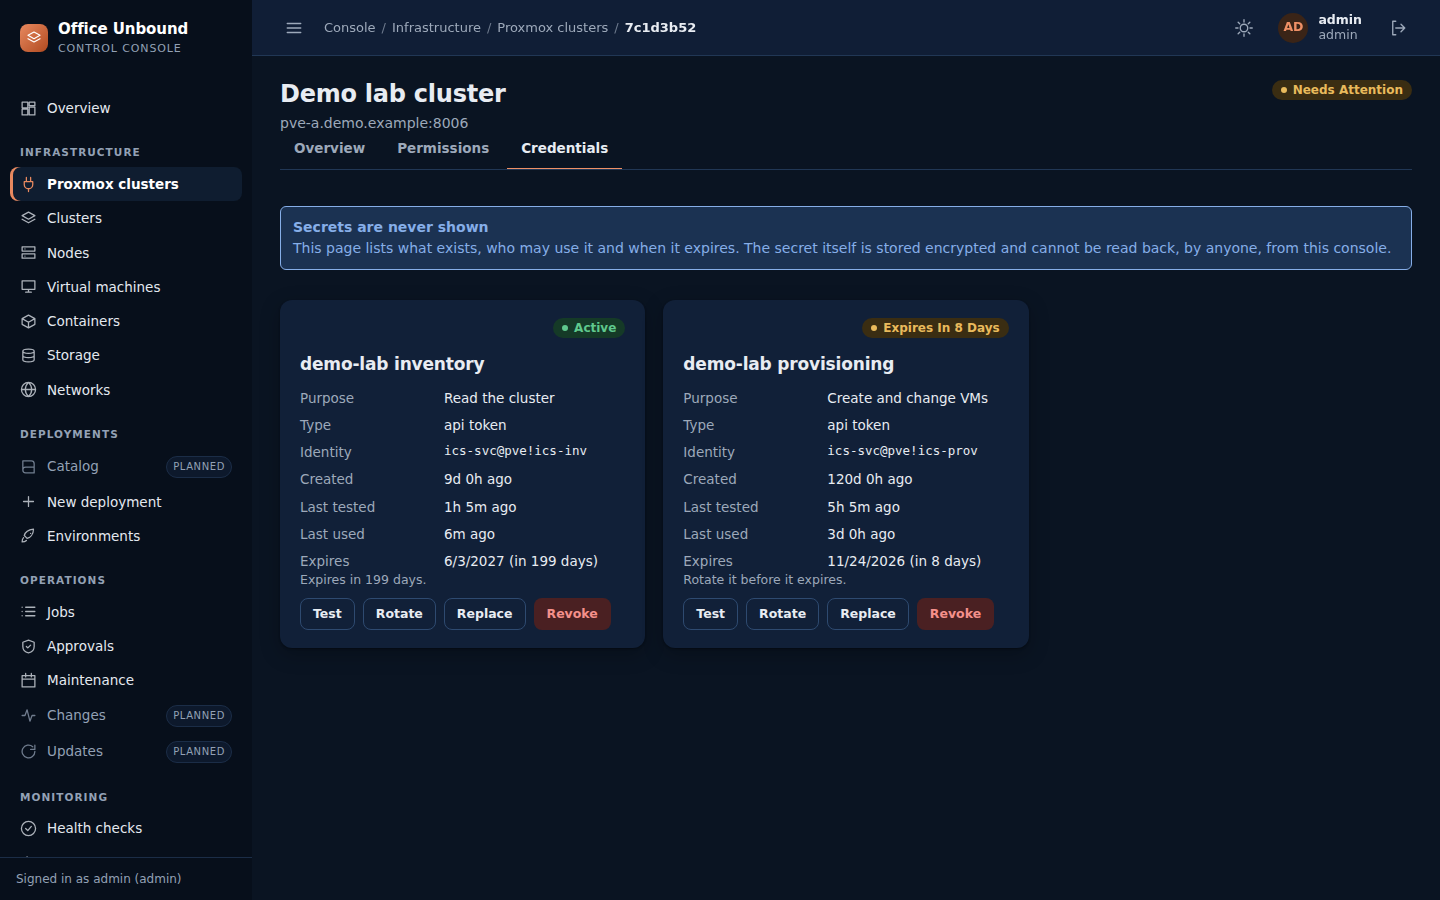 Office Unbound
CONTROL CONSOLE
Overview
INFRASTRUCTURE
Proxmox clusters
Clusters
Nodes
Virtual machines
Containers
Storage
Networks
DEPLOYMENTS
Catalog PLANNED
New deployment
Environments
OPERATIONS
Jobs
Approvals
Maintenance
Changes PLANNED
Updates PLANNED
MONITORING
Health checks
Signed in as admin (admin)
Console / Infrastructure / Proxmox clusters / 7c1d3b52
AD
admin
admin
Demo lab cluster
Needs Attention
pve-a.demo.example:8006
Overview Permissions Credentials
Secrets are never shown
This page lists what exists, who may use it and when it expires. The secret itself is stored encrypted and cannot be read back, by anyone, from this console.
Active
demo-lab inventory
Purpose Read the cluster
Type api token
Identity ics-svc@pve!ics-inv
Created 9d 0h ago
Last tested 1h 5m ago
Last used 6m ago
Expires 6/3/2027 (in 199 days)
Expires in 199 days.
Test Rotate Replace Revoke
Expires In 8 Days
demo-lab provisioning
Purpose Create and change VMs
Type api token
Identity ics-svc@pve!ics-prov
Created 120d 0h ago
Last tested 5h 5m ago
Last used 3d 0h ago
Expires 11/24/2026 (in 8 days)
Rotate it before it expires.
Test Rotate Replace Revoke